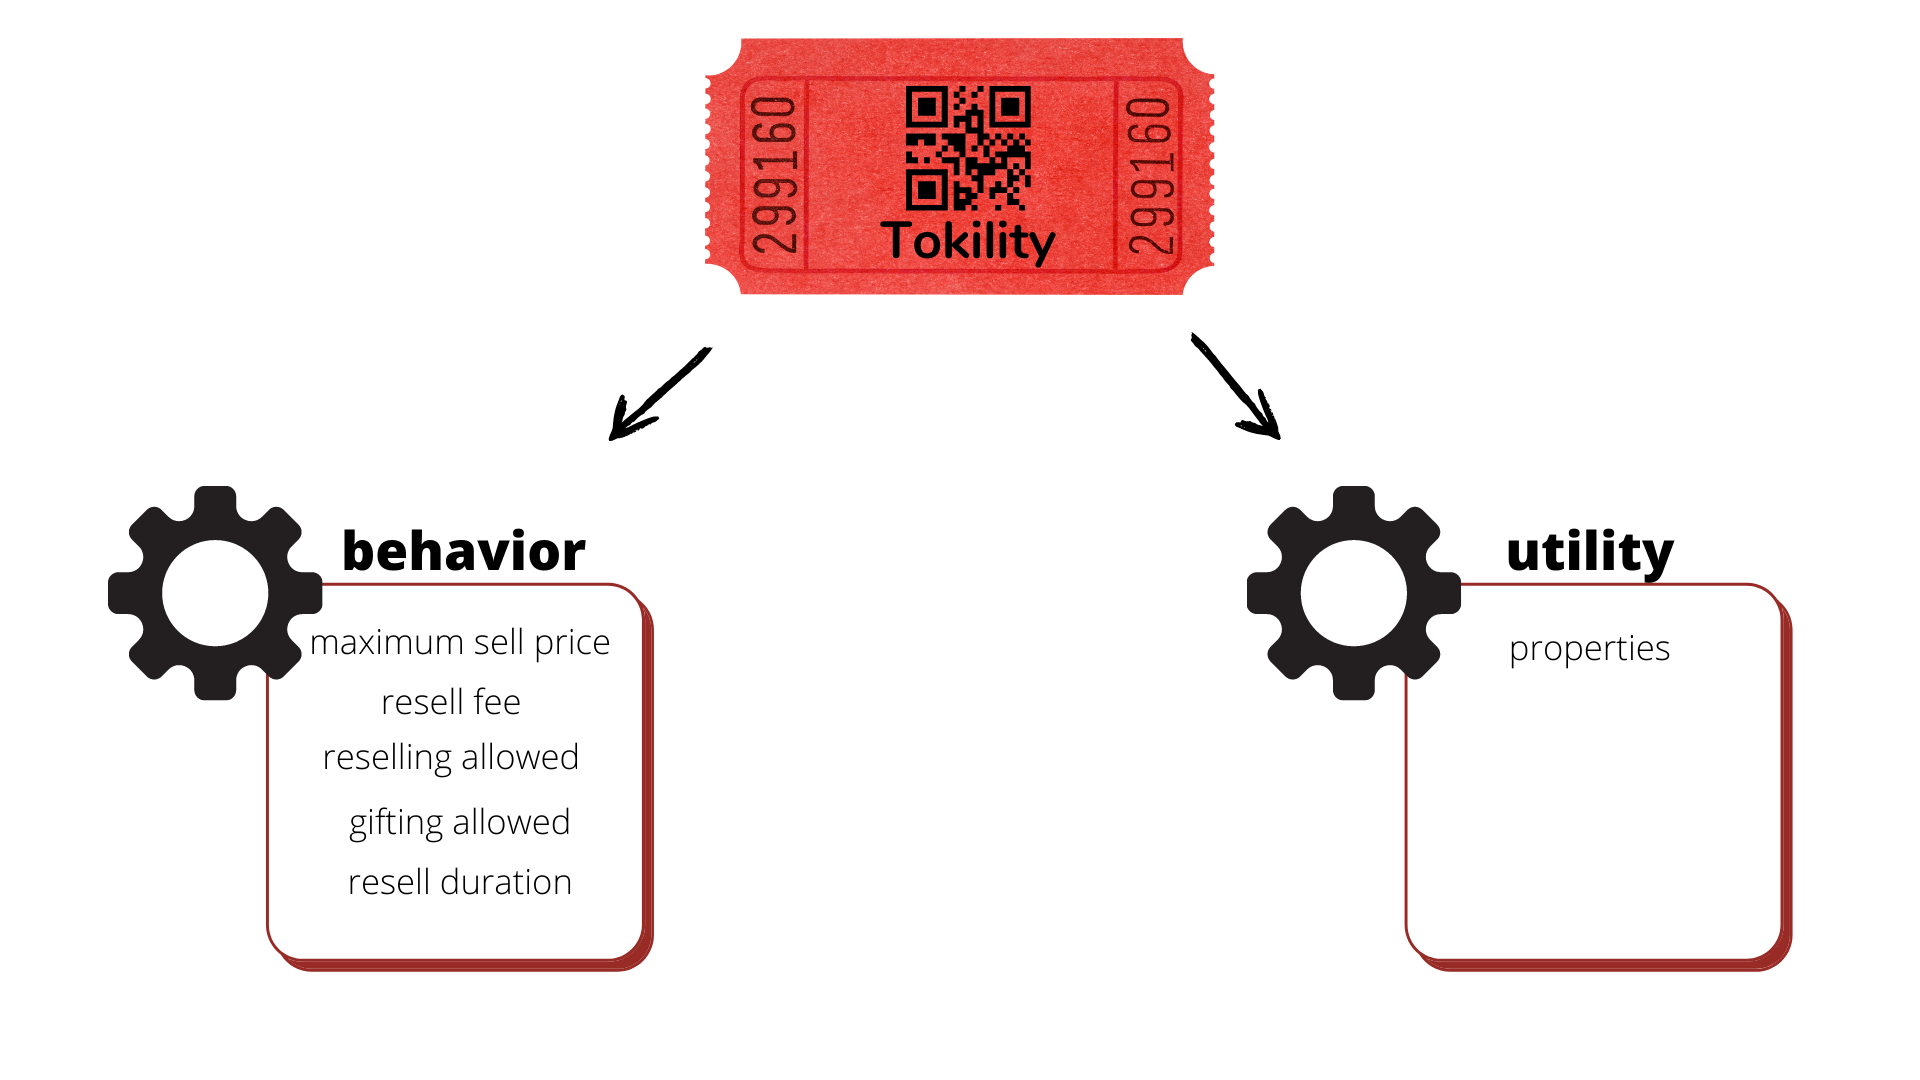 299160
Tokility
299160
behavior
maximum sell price
resell fee
reselling allowed
gifting allowed
resell duration
utility
properties